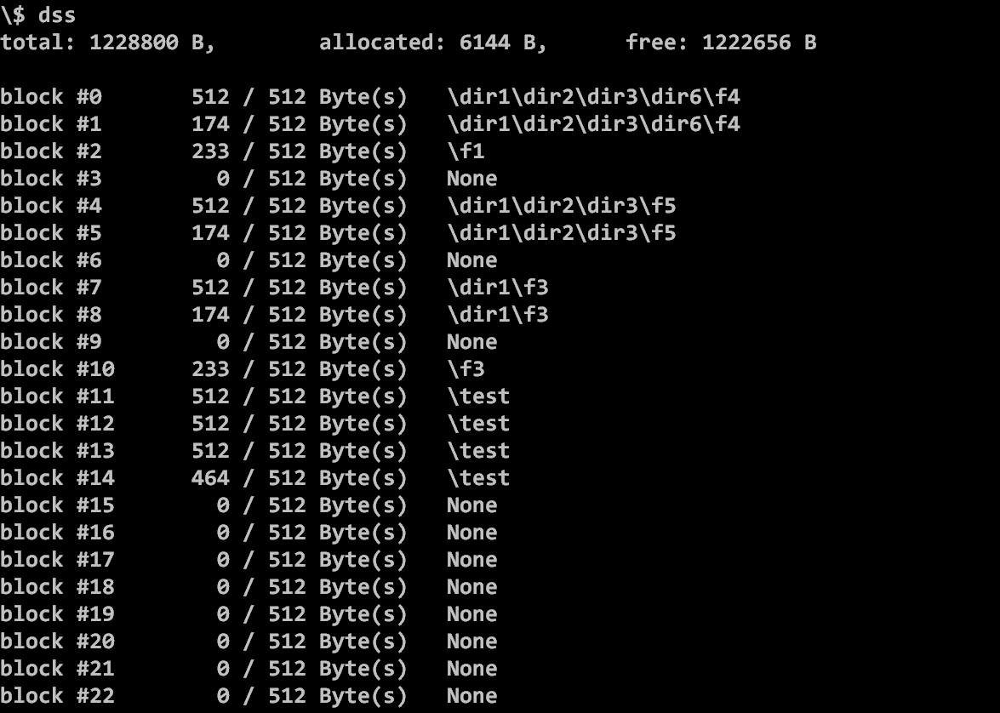 \$ dss
total: 1228800 B,        allocated: 6144 B,      free: 1222656 B

block #0       512 / 512 Byte(s)   \dir1\dir2\dir3\dir6\f4
block #1       174 / 512 Byte(s)   \dir1\dir2\dir3\dir6\f4
block #2       233 / 512 Byte(s)   \f1
block #3         0 / 512 Byte(s)   None
block #4       512 / 512 Byte(s)   \dir1\dir2\dir3\f5
block #5       174 / 512 Byte(s)   \dir1\dir2\dir3\f5
block #6         0 / 512 Byte(s)   None
block #7       512 / 512 Byte(s)   \dir1\f3
block #8       174 / 512 Byte(s)   \dir1\f3
block #9         0 / 512 Byte(s)   None
block #10      233 / 512 Byte(s)   \f3
block #11      512 / 512 Byte(s)   \test
block #12      512 / 512 Byte(s)   \test
block #13      512 / 512 Byte(s)   \test
block #14      464 / 512 Byte(s)   \test
block #15        0 / 512 Byte(s)   None
block #16        0 / 512 Byte(s)   None
block #17        0 / 512 Byte(s)   None
block #18        0 / 512 Byte(s)   None
block #19        0 / 512 Byte(s)   None
block #20        0 / 512 Byte(s)   None
block #21        0 / 512 Byte(s)   None
block #22        0 / 512 Byte(s)   None